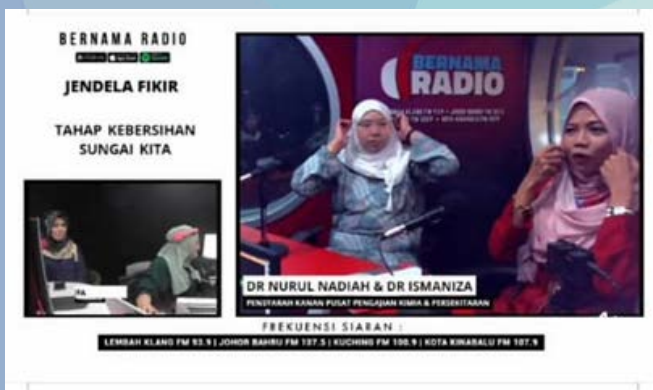 BERNAMA RADIO
JENDELA FIKIR
TAHAP KEBERSIHAN
SUNGAI KITA
BERNAMA
RADIO
DR NURUL NADIAH & DR ISMANIZA
PENSYARAH KANAN PUSAT PENGAJIAN KIMIA & PERSEKITARAN
FREKUENSI SIARAN :
LEMBAH KLANG FM 93.9 | JOHOR BAHRU FM 107.5 | KUCHING FM 100.9 | KOTA KINABALU FM 107.9